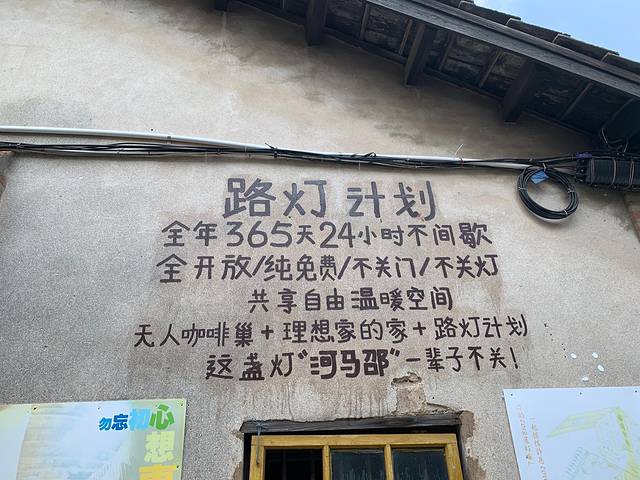 路灯计划
全年365天24小时不间歇
全开放/纯免费/不关门/不关灯
共享自由温暖空间
无人咖啡巢+理想家的家+路灯计划
这盏灯"河马邵"一辈子不关!
勿忘初心
想